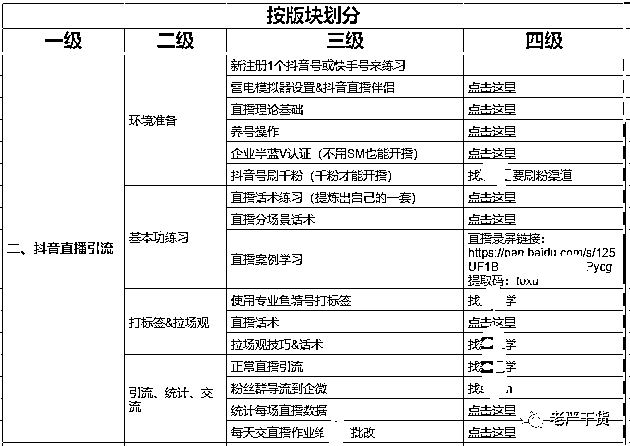 按版块划分
一级 二级 三级 四级
新注册1个抖音号或快手号来练习
雷电模拟器设置&抖音直播伴侣 点击这里
直播理论基础 点击这里
环境准备 养号操作 点击这里
企业半蓝V认证（不用SM也能开播） 点击这里
抖音号刷千粉（千粉才能开播） 找 要刷粉渠道
直播话术练习（提炼出自己的一套） 点击这里
直播分场景话术 点击这里
二、抖音直播引流 基本功练习 直播案例学习 直播录屏链接：
https://pan.baidu.com/s/125
UF1B Pycg
提取码：
使用专业鱼塘号打标签 找 学
打标签&拉场观 直播话术 点击这里
拉场观技巧&话术 找 学
正常直播引流 找 学
引流、统计、交
流
粉丝群导流到企微 找
统计每场直播数据 点击这里
每天交直播作业给 批改 点击这里
老严干货